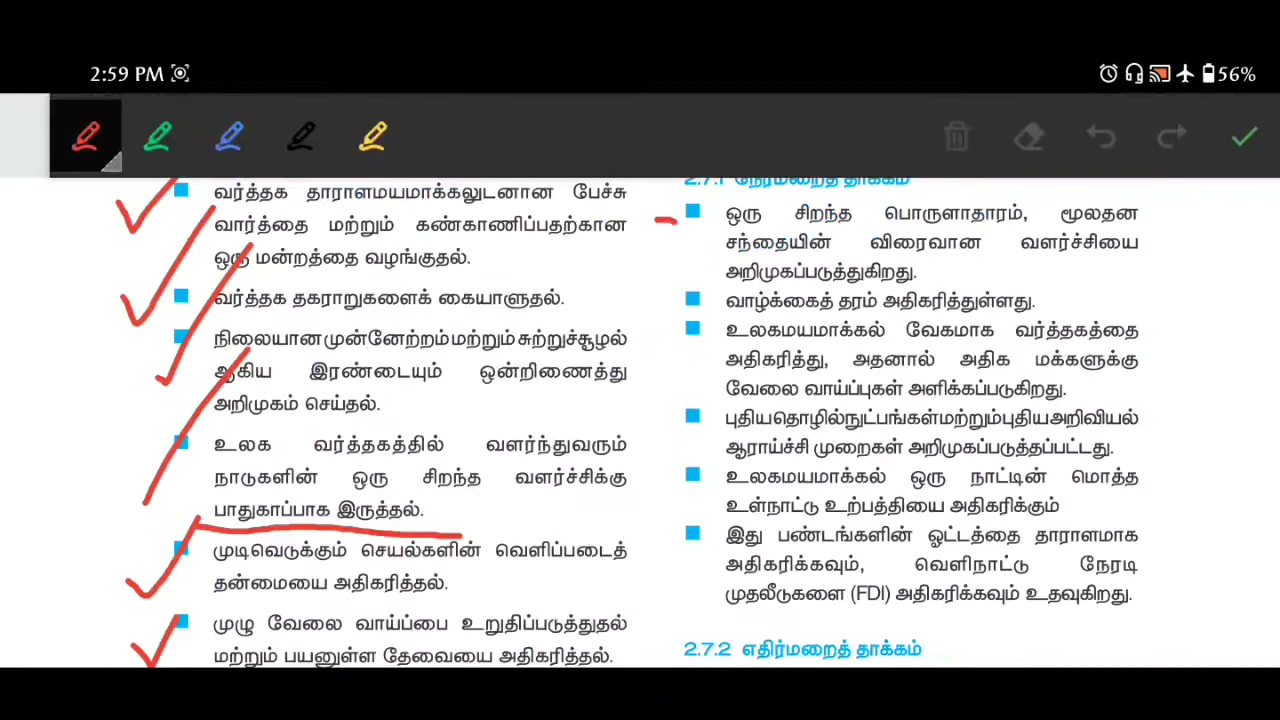 2:59 PM
56%
வர்த்தக தாராளமயமாக்கலுடனான பேச்சு
வார்த்தை மற்றும் கண்காணிப்பதற்கான
ஒரு மன்றத்தை வழங்குதல்.
வர்த்தக தகராறுகளைக் கையாளுதல்.
நிலையான முன்னேற்றம் மற்றும் சுற்றுச்சூழல்
ஆகிய இரண்டையும் ஒன்றிணைத்து
அறிமுகம் செய்தல்.
உலக வர்த்தகத்தில் வளர்ந்துவரும்
நாடுகளின் ஒரு சிறந்த வளர்ச்சிக்கு
பாதுகாப்பாக இருத்தல்.
முடிவெடுக்கும் செயல்களின் வெளிப்படைத்
தன்மையை அதிகரித்தல்.
முழு வேலை வாய்ப்பை உறுதிப்படுத்துதல்
மற்றும் பயனுள்ள தேவையை அதிகரித்தல்.
2.7.1 நேர்மறைத் தாக்கம்
ஒரு சிறந்த பொருளாதாரம், மூலதன
சந்தையின் விரைவான வளர்ச்சியை
அறிமுகப்படுத்துகிறது.
வாழ்க்கைத் தரம் அதிகரித்துள்ளது.
உலகமயமாக்கல் வேகமாக வர்த்தகத்தை
அதிகரித்து, அதனால் அதிக மக்களுக்கு
வேலை வாய்ப்புகள் அளிக்கப்படுகிறது.
புதிய தொழில்நுட்பங்கள் மற்றும் புதிய அறிவியல்
ஆராய்ச்சி முறைகள் அறிமுகப்படுத்தப்பட்டது.
உலகமயமாக்கல் ஒரு நாட்டின் மொத்த
உள்நாட்டு உற்பத்தியை அதிகரிக்கும்
இது பண்டங்களின் ஓட்டத்தை தாராளமாக
அதிகரிக்கவும், வெளிநாட்டு நேரடி
முதலீடுகளை (FDI) அதிகரிக்கவும் உதவுகிறது.
2.7.2 எதிர்மறைத் தாக்கம்